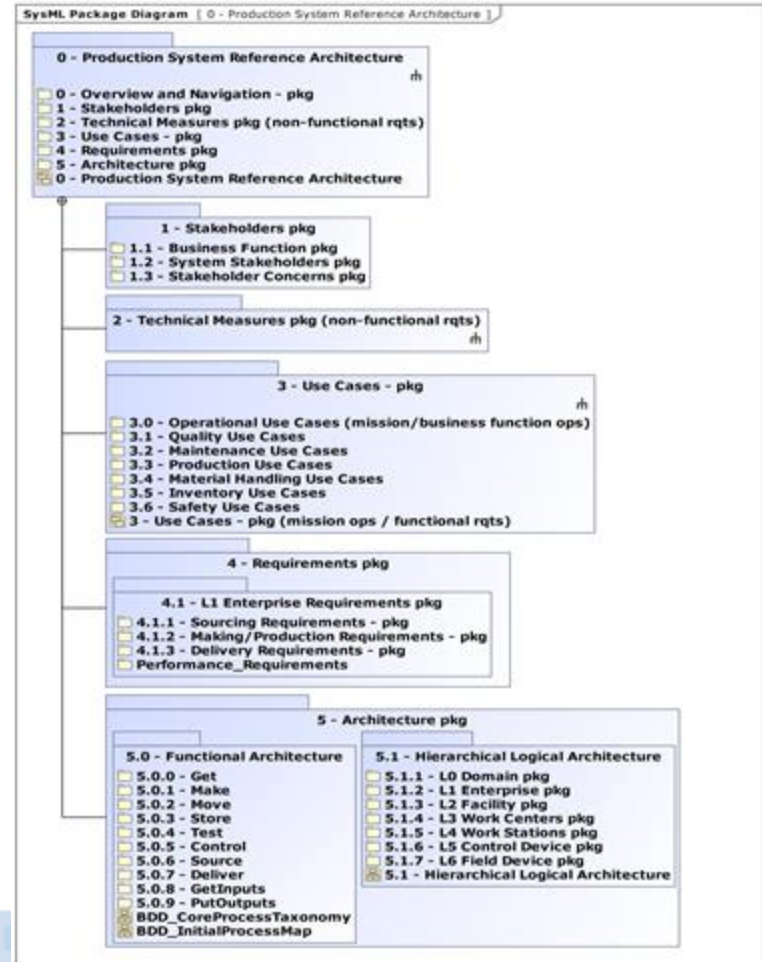 SysML Package Diagram [ 0 - Production System Reference Architecture ]
0 - Production System Reference Architecture
0 - Overview and Navigation - pkg
1 - Stakeholders pkg
2 - Technical Measures pkg (non-functional rqts)
3 - Use Cases - pkg
4 - Requirements pkg
5 - Architecture pkg
0 - Production System Reference Architecture
1 - Stakeholders pkg
1.1 - Business Function pkg
1.2 - System Stakeholders pkg
1.3 - Stakeholder Concerns pkg
2 - Technical Measures pkg (non-functional rqts)
3 - Use Cases - pkg
3.0 - Operational Use Cases (mission/business function ops)
3.1 - Quality Use Cases
3.2 - Maintenance Use Cases
3.3 - Production Use Cases
3.4 - Material Handling Use Cases
3.5 - Inventory Use Cases
3.6 - Safety Use Cases
3 - Use Cases - pkg (mission ops / functional rqts)
4 - Requirements pkg
4.1 - L1 Enterprise Requirements pkg
4.1.1 - Sourcing Requirements - pkg
4.1.2 - Making/Production Requirements - pkg
4.1.3 - Delivery Requirements - pkg
Performance_Requirements
5 - Architecture pkg
5.0 - Functional Architecture
5.0.0 - Get
5.0.1 - Make
5.0.2 - Move
5.0.3 - Store
5.0.4 - Test
5.0.5 - Control
5.0.6 - Source
5.0.7 - Deliver
5.0.8 - GetInputs
5.0.9 - PutOutputs
BDD_CoreProcessTaxonomy
BDD_InitialProcessMap
5.1 - Hierarchical Logical Architecture
5.1.1 - L0 Domain pkg
5.1.2 - L1 Enterprise pkg
5.1.3 - L2 Facility pkg
5.1.4 - L3 Work Centers pkg
5.1.5 - L4 Work Stations pkg
5.1.6 - L5 Control Device pkg
5.1.7 - L6 Field Device pkg
5.1 - Hierarchical Logical Architecture